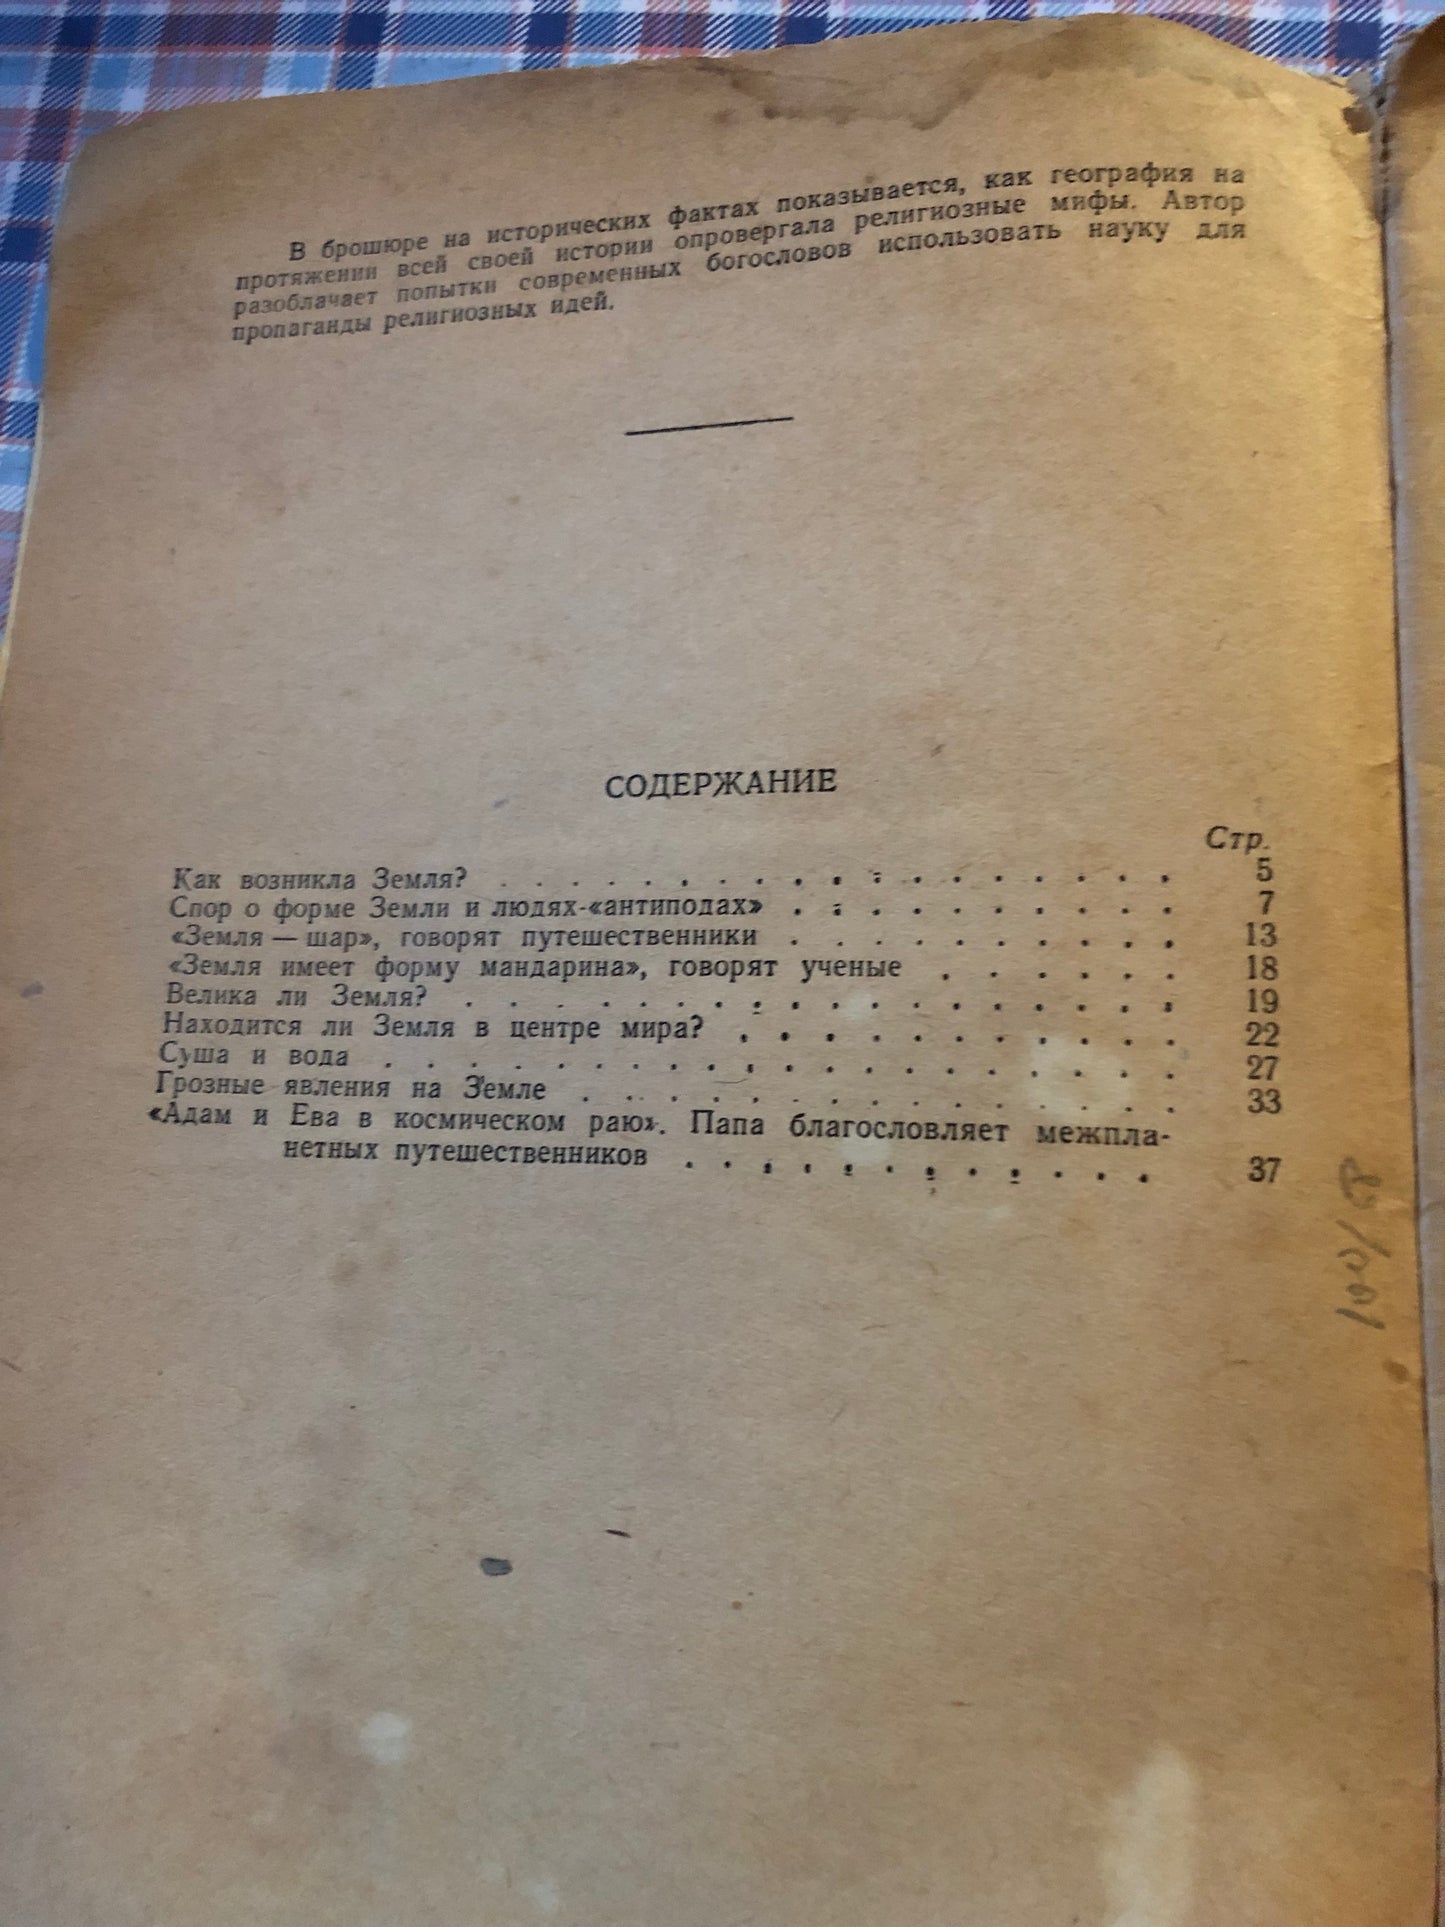 В брошюре на исторических фактах показывается, как география на
протяжении всей своей истории опровергала религиозные мифы. Автор
разоблачает попытки современных богословов использовать науку для
пропаганды религиозных идей.
СОДЕРЖАНИЕ
Стр.
Как возникла Земля? . . . . . . . . . . . . . . . . . . 5
Спор о форме Земли и людях-«антиподах» . . . . . . . . . . 7
«Земля — шар», говорят путешественники . . . . . . . . . . 13
«Земля имеет форму мандарина», говорят ученые . . . . . . 18
Велика ли Земля? . . . . . . . . . . . . . . . . . . 19
Находится ли Земля в центре мира? . . . . . . . . . . . 22
Суша и вода . . . . . . . . . . . . . . . . . . . . 27
Грозные явления на Земле . . . . . . . . . . . . . . 33
«Адам и Ева в космическом раю». Папа благословляет межпла-
нетных путешественников . . . . . . . . . . . . 37